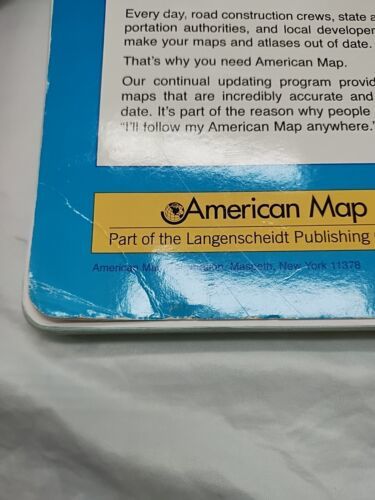 Every day, road construction crews, state a
portation authorities, and local developer
make your maps and atlases out of date.
That's why you need American Map.
Our continual updating program provid
maps that are incredibly accurate and
date. It's part of the reason why people
"I'll follow my American Map anywhere."
American Map
Part of the Langenscheidt Publishing
American Maspeth, New York 11378